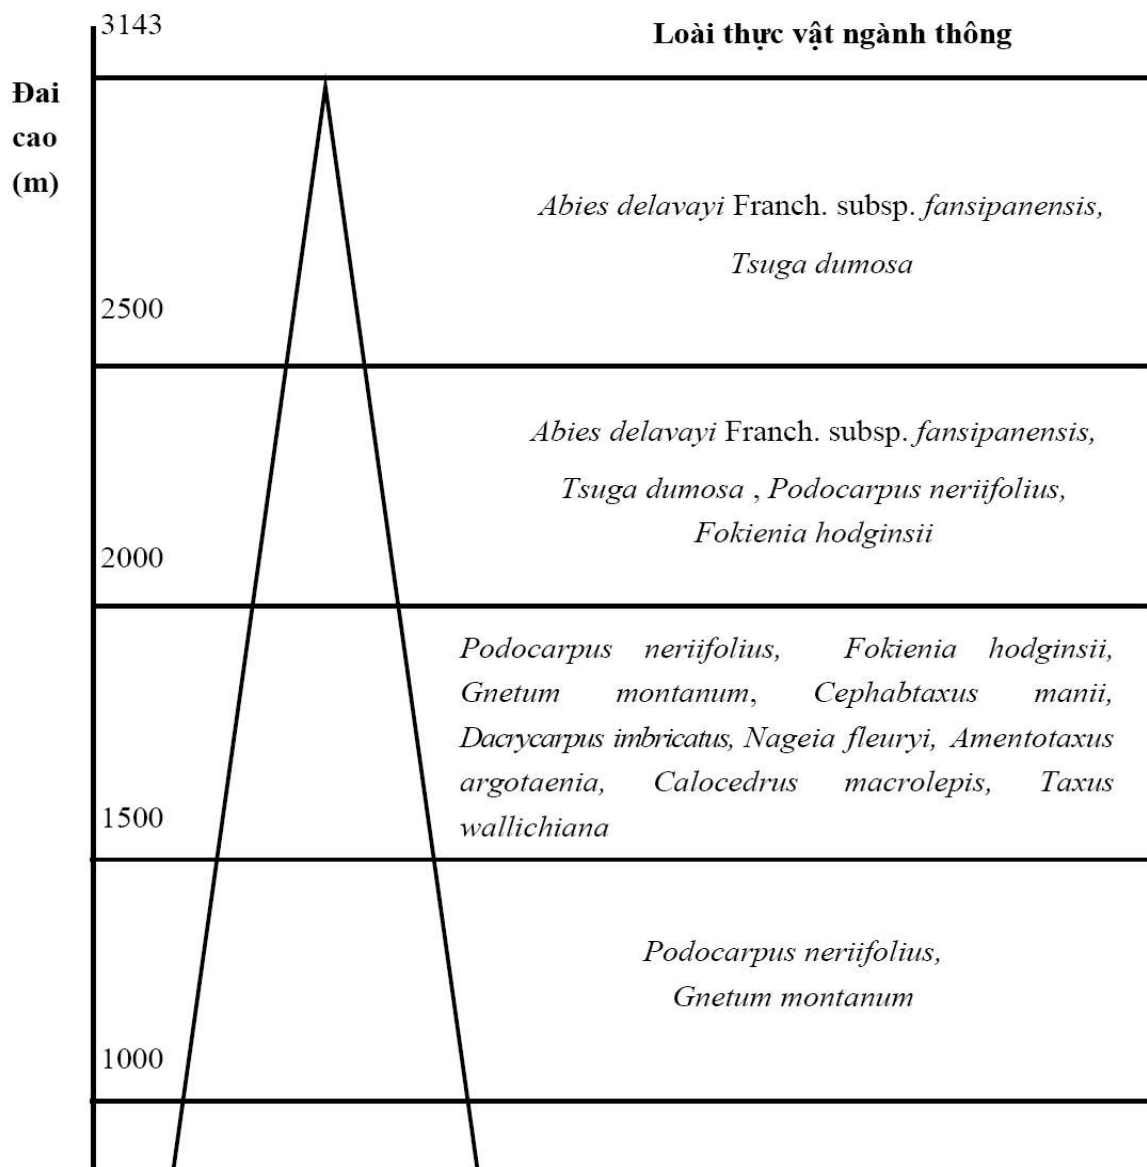 3143
Loài thực vật ngành thông
Đai
cao
(m)
Abies delavayi Franch. subsp. fansipanensis,
Tsuga dumosa
2500
Abies delavayi Franch. subsp. fansipanensis,
Tsuga dumosa , Podocarpus neriifolius,
Fokienia hodginsii
2000
Podocarpus neriifolius, Fokienia hodginsii,
Gnetum montanum, Cephabtaxus manii,
Dacrycarpus imbricatus, Nageia fleuryi, Amentotaxus
argotaenia, Calocedrus macrolepis, Taxus
wallichiana
1500
Podocarpus neriifolius,
Gnetum montanum
1000